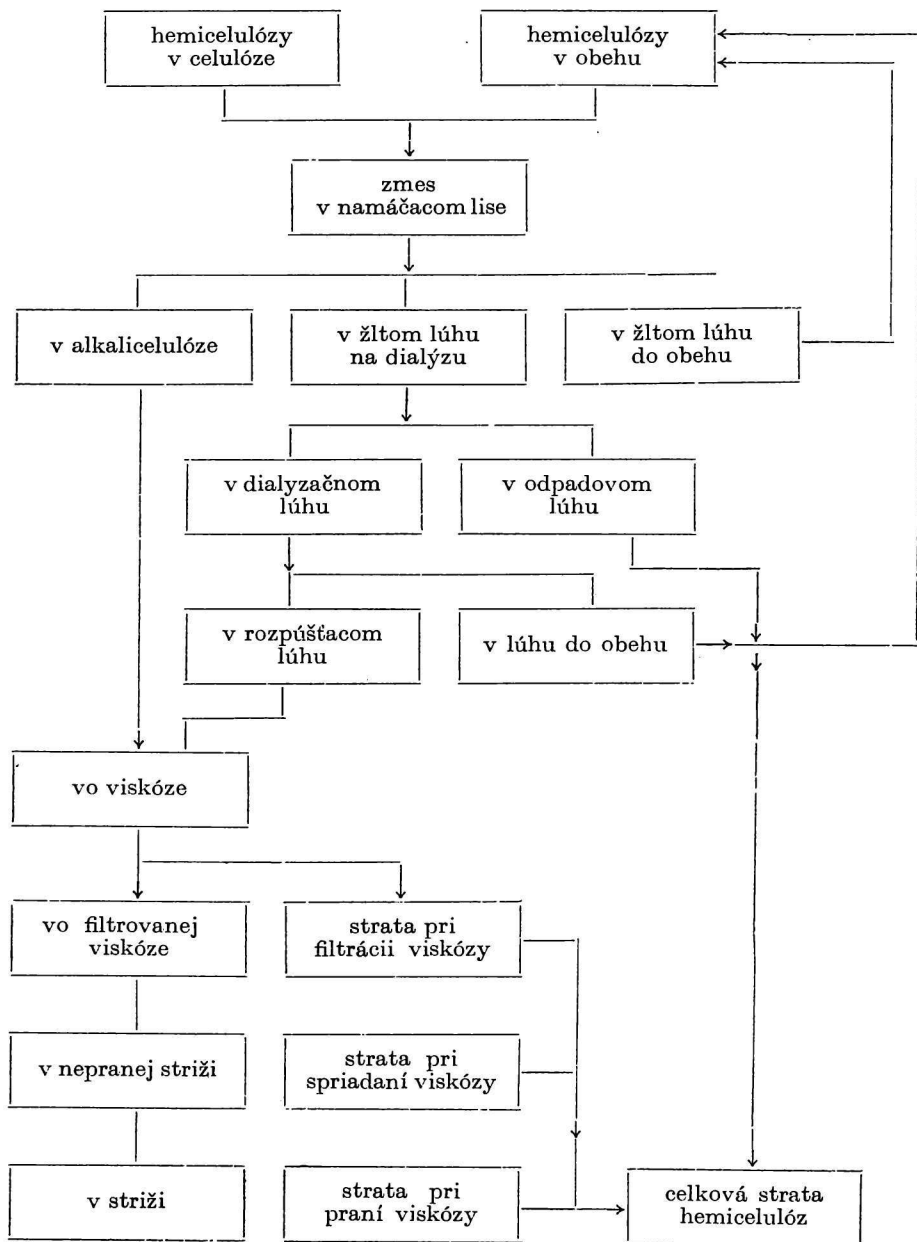 hemicelulózy
v celulóze
hemicelulózy
v obehu
zmes
v namáčacom lise
v alkalicelulóze
v žltom lúhu
na dialýzu
v žltom lúhu
do obehu
v dialyzačnom
lúhu
v odpadovom
lúhu
v rozpúšťacom
lúhu
v lúhu do obehu
vo viskóze
vo filtrovanej
viskóze
strata pri
filtrácii viskózy
v nepranej striži
strata pri
spriadaní viskózy
v striži
strata pri
praní viskózy
celková strata
hemicelulóz